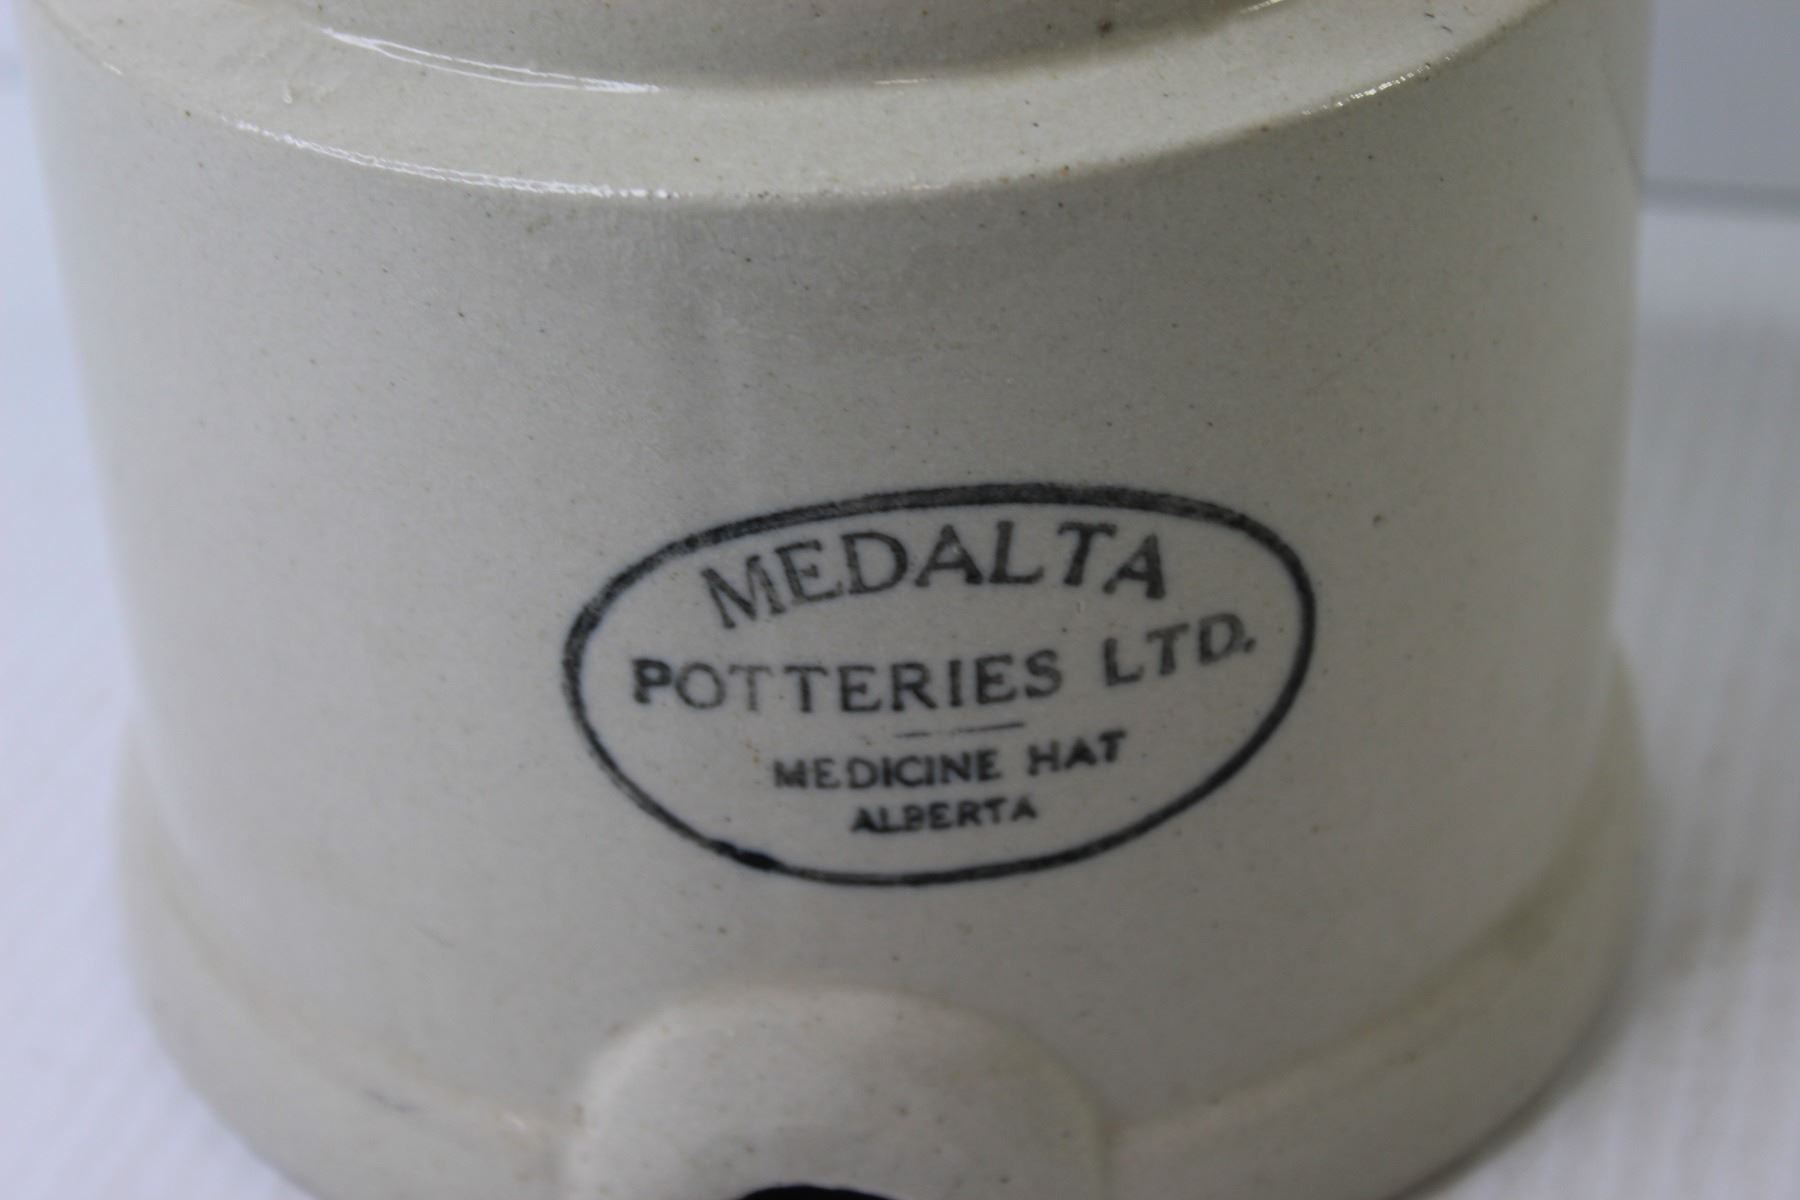 MEDALTA
POTTERIES LTD.
MEDICINE HAT
ALBERTA